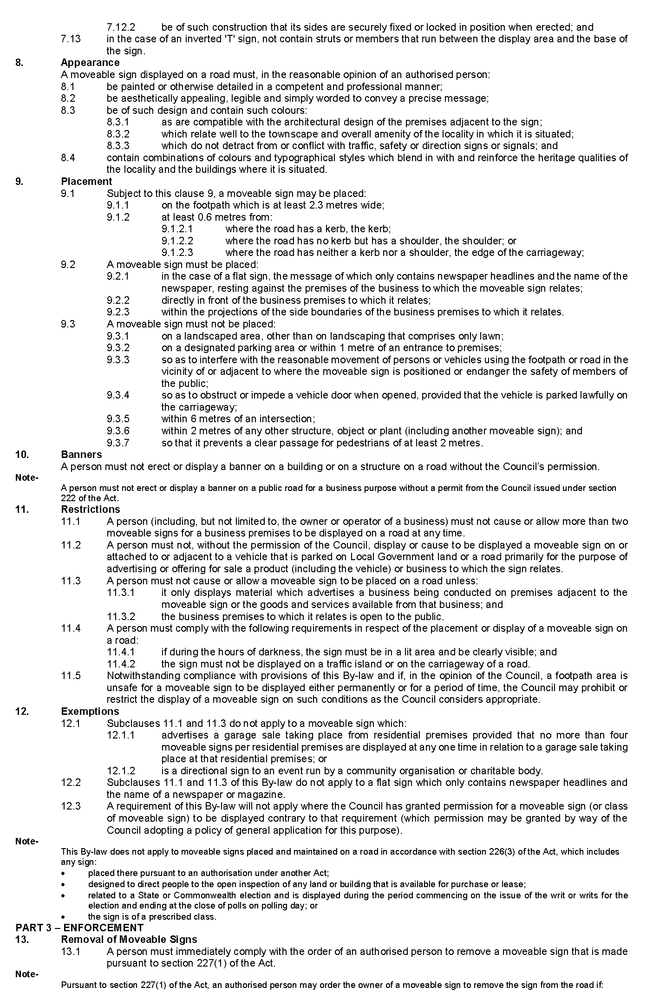 7.12.2 be of such construction that its sides are securely fixed or locked in position when erected; and
7.13 in the case of an inverted 'T' sign, not contain struts or members that run between the display area and the base of
the sign.
8. Appearance
A moveable sign displayed on a road must, in the reasonable opinion of an authorised person:
8.1 be painted or otherwise detailed in a competent and professional manner;
8.2 be aesthetically appealing, legible and simply worded to convey a precise message;
8.3 be of such design and contain such colours:
8.3.1 as are compatible with the architectural design of the premises adjacent to the sign;
8.3.2 which relate well to the townscape and overall amenity of the locality in which it is situated;
8.3.3 which do not detract from or conflict with traffic, safety or direction signs or signals; and
8.4 contain combinations of colours and typographical styles which blend in with and reinforce the heritage qualities of
the locality and the buildings where it is situated.
9. Placement
9.1 Subject to this clause 9, a moveable sign may be placed:
9.1.1 on the footpath which is at least 2.3 metres wide;
9.1.2 at least 0.6 metres from:
9.1.2.1 where the road has a kerb, the kerb;
9.1.2.2 where the road has no kerb but has a shoulder, the shoulder; or
9.1.2.3 where the road has neither a kerb nor a shoulder, the edge of the carriageway;
9.2 A moveable sign must be placed:
9.2.1 in the case of a flat sign, the message of which only contains newspaper headlines and the name of the
newspaper, resting against the premises of the business to which the moveable sign relates;
9.2.2 directly in front of the business premises to which it relates;
9.2.3 within the projections of the side boundaries of the business premises to which it relates.
9.3 A moveable sign must not be placed:
9.3.1 on a landscaped area, other than on landscaping that comprises only lawn;
9.3.2 on a designated parking area or within 1 metre of an entrance to premises;
9.3.3 so as to interfere with the reasonable movement of persons or vehicles using the footpath or road in the
vicinity of or adjacent to where the moveable sign is positioned or endanger the safety of members of
the public;
9.3.4 so as to obstruct or impede a vehicle door when opened, provided that the vehicle is parked lawfully on
the carriageway;
9.3.5 within 6 metres of an intersection;
9.3.6 within 2 metres of any other structure, object or plant (including another moveable sign); and
9.3.7 so that it prevents a clear passage for pedestrians of at least 2 metres.
10. Banners
A person must not erect or display a banner on a building or on a structure on a road without the Council’s permission.
Note-
A person must not erect or display a banner on a public road for a business purpose without a permit from the Council issued under section
222 of the Act.
11. Restrictions
11.1 A person (including, but not limited to, the owner or operator of a business) must not cause or allow more than two
moveable signs for a business premises to be displayed on a road at any time.
11.2 A person must not, without the permission of the Council, display or cause to be displayed a moveable sign on or
attached to or adjacent to a vehicle that is parked on Local Government land or a road primarily for the purpose of
advertising or offering for sale a product (including the vehicle) or business to which the sign relates.
11.3 A person must not cause or allow a moveable sign to be placed on a road unless:
11.3.1 it only displays material which advertises a business being conducted on premises adjacent to the
moveable sign or the goods and services available from that business; and
11.3.2 the business premises to which it relates is open to the public.
11.4 A person must comply with the following requirements in respect of the placement or display of a moveable sign on
a road:
11.4.1 if during the hours of darkness, the sign must be in a lit area and be clearly visible; and
11.4.2 the sign must not be displayed on a traffic island or on the carriageway of a road.
11.5 Notwithstanding compliance with provisions of this By-law and if, in the opinion of the Council, a footpath area is
unsafe for a moveable sign to be displayed either permanently or for a period of time, the Council may prohibit or
restrict the display of a moveable sign on such conditions as the Council considers appropriate.
12. Exemptions
12.1 Subclauses 11.1 and 11.3 do not apply to a moveable sign which:
12.1.1 advertises a garage sale taking place from residential premises provided that no more than four
moveable signs per residential premises are displayed at any one time in relation to a garage sale taking
place at that residential premises; or
12.1.2 is a directional sign to an event run by a community organisation or charitable body.
12.2 Subclauses 11.1 and 11.3 of this By-law do not apply to a flat sign which only contains newspaper headlines and
the name of a newspaper or magazine.
12.3 A requirement of this By-law will not apply where the Council has granted permission for a moveable sign (or class
of moveable sign) to be displayed contrary to that requirement (which permission may be granted by way of the
Council adopting a policy of general application for this purpose).
Note-
This By-law does not apply to moveable signs placed and maintained on a road in accordance with section 226(3) of the Act, which includes
any sign:
• placed there pursuant to an authorisation under another Act;
• designed to direct people to the open inspection of any land or building that is available for purchase or lease;
• related to a State or Commonwealth election and is displayed during the period commencing on the issue of the writ or writs for the
election and ending at the close of polls on polling day; or
• the sign is of a prescribed class.
PART 3 – ENFORCEMENT
13. Removal of Moveable Signs
13.1 A person must immediately comply with the order of an authorised person to remove a moveable sign that is made
pursuant to section 227(1) of the Act.
Note-
Pursuant to section 227(1) of the Act, an authorised person may order the owner of a moveable sign to remove the sign from the road if: